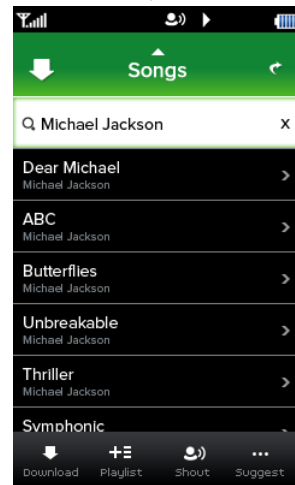 Songs
Michael Jackson x
Dear Michael
Michael Jackson
ABC
Michael Jackson
Butterflies
Michael Jackson
Unbreakable
Michael Jackson
Thriller
Michael Jackson
Symphonic
Download Playlist Shout Suggest